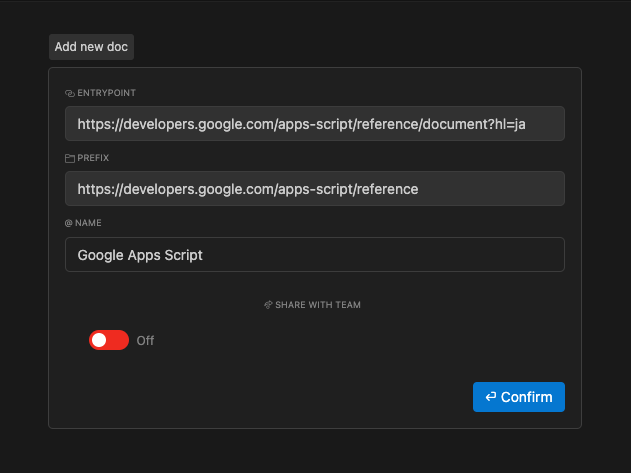 Add new doc
ENTRYPOINT
https://developers.google.com/apps-script/reference/document?hl=ja
PREFIX
https://developers.google.com/apps-script/reference
@ NAME
Google Apps Script
SHARE WITH TEAM
Off
Confirm